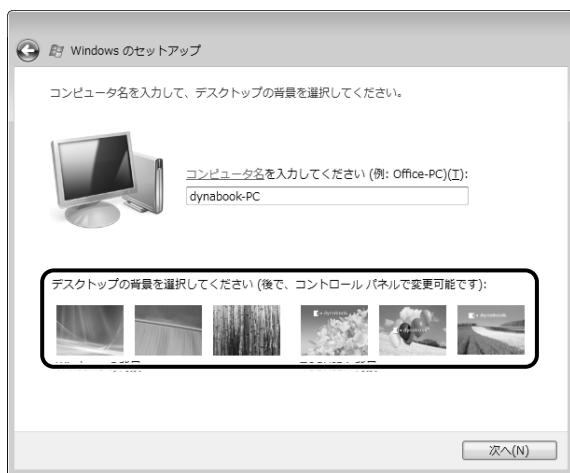 Windows のセットアップ
コンピュータ名を入力して、デスクトップの背景を選択してください。
コンピュータ名を入力してください (例: Office-PC)(T):
dynabook-PC
デスクトップの背景を選択してください (後で、コントロール パネルで変更可能です):
dynabook dynabook dynabook
次へ(N)